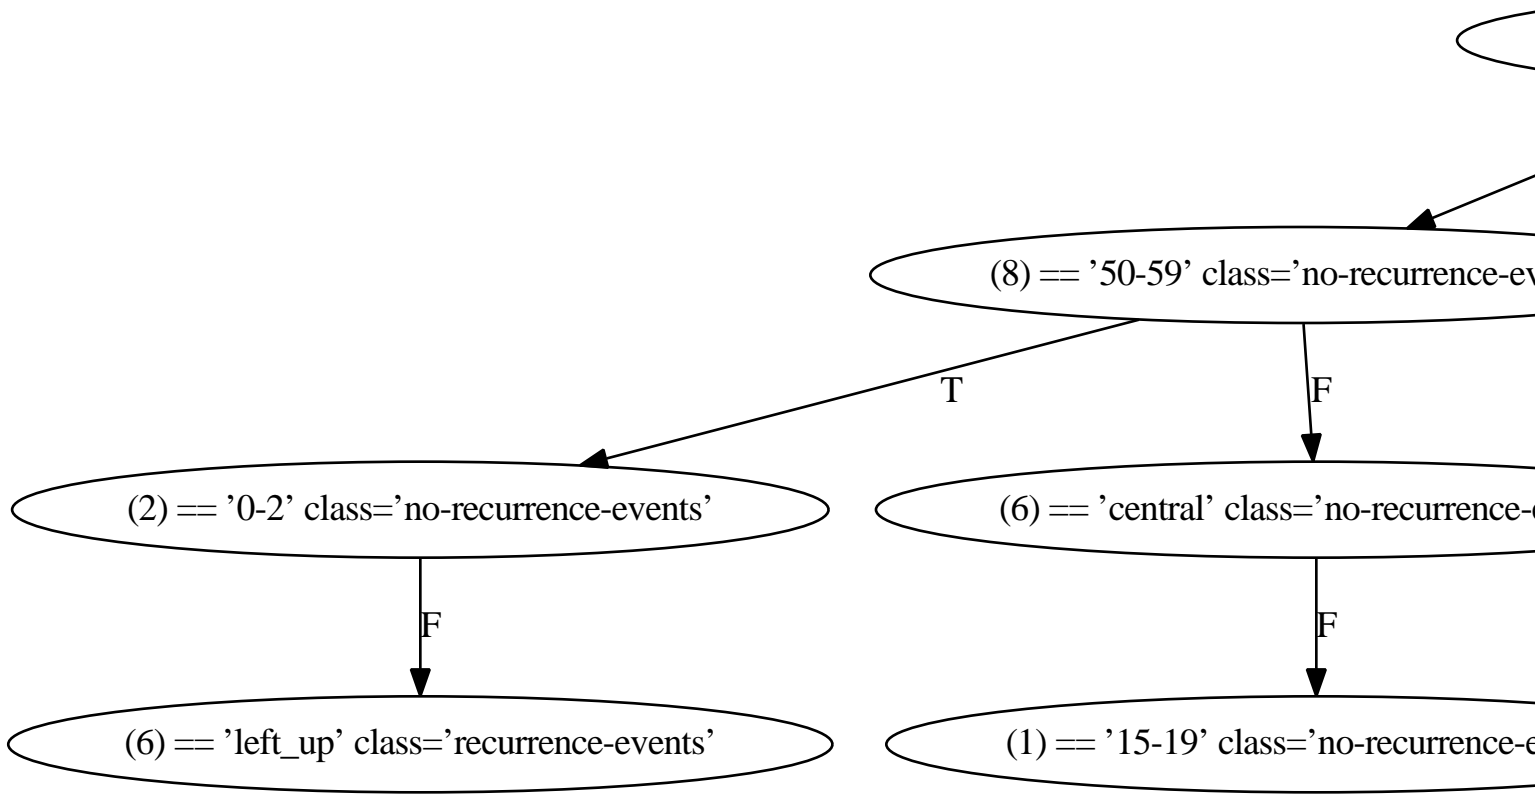 (8) == ’50-59’ class=’no-recurrence-ev
T
F
(2) == ’0-2’ class=’no-recurrence-events’
(6) == ’central’ class=’no-recurrence-
F
F
(6) == ’left_up’ class=’recurrence-events’
(1) == ’15-19’ class=’no-recurrence-e